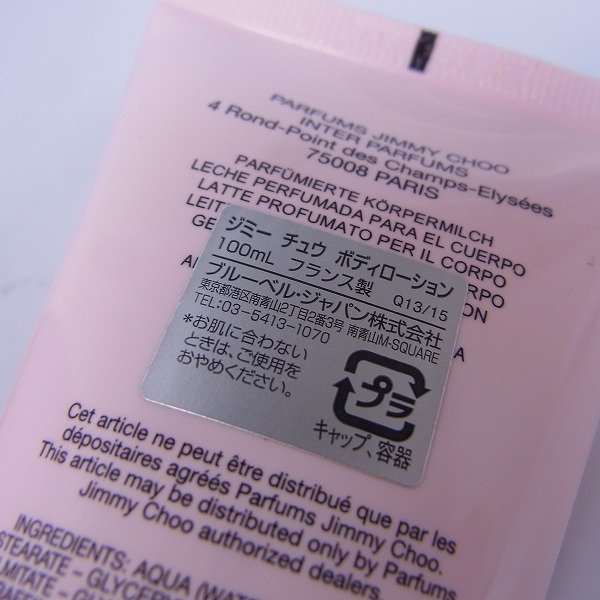 PARFUMS JIMMY CHOO
INTER PARFUMS
4 Rond-Point des Champs-Elysées
75008 PARIS
PARFÜMIERTE KÖRPERMILCH
LECHE PERFUMADA PARA EL CUERPO
LATTE PROFUMATO PER IL CORPO
ジミー チュウ ボディローション
100mL フランス製 Q13/15
ブルーベル・ジャパン株式会社
東京都港区南青山2丁目2番3号 南青山M-SQUARE
TEL:03-5413-1070
*お肌に合わない
ときは、ご使用を
おやめください。
プラ
キャップ、容器
Cet article ne peut être distribué que par les
dépositaires agréés Parfums Jimmy Choo.
This article may be distributed only by Parfums
Jimmy Choo authorized dealers.
INGREDIENTS: AQUA (WAT
STEARATE - GLYCER